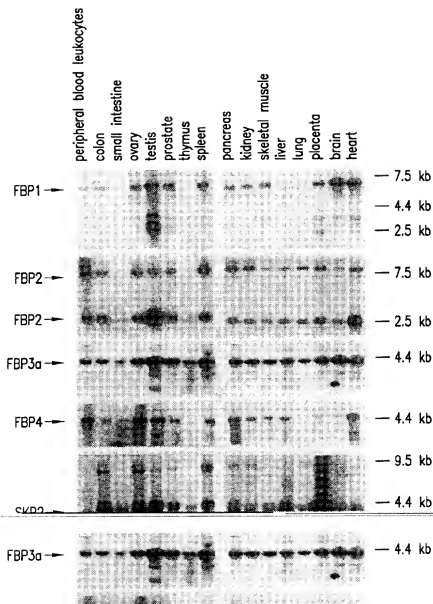 peripheral blood leukocytes
colon
small intestine
ovary
testis
prostate
thymus
spleen
pancreas
kidney
skeletal muscle
liver
lung
placenta
brain
heart
FBP1
7.5 kb
4.4 kb
2.5 kb
FBP2
7.5 kb
FBP2
2.5 kb
FBP3a
4.4 kb
FBP4
4.4 kb
9.5 kb
4.4 kb
SKP2
FBP3a
4.4 kb